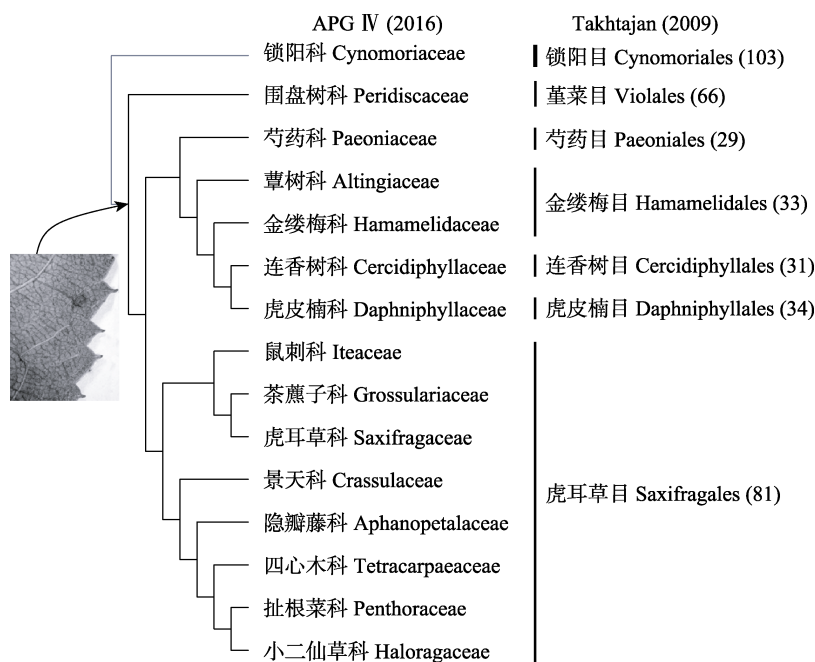 APG Ⅳ (2016)
Takhtajan (2009)
锁阳科 Cynomoriaceae
锁阳目 Cynomoriales (103)
围盘树科 Peridiscaceae
堇菜目 Violales (66)
芍药科 Paeoniaceae
芍药目 Paeoniales (29)
蕈树科 Altingiaceae
金缕梅目 Hamamelidales (33)
金缕梅科 Hamamelidaceae
连香树科 Cercidiphyllaceae
连香树目 Cercidiphyllales (31)
虎皮楠科 Daphniphyllaceae
虎皮楠目 Daphniphyllales (34)
鼠刺科 Iteaceae
茶藨子科 Grossulariaceae
虎耳草科 Saxifragaceae
景天科 Crassulaceae
虎耳草目 Saxifragales (81)
隐瓣藤科 Aphanopetalaceae
四心木科 Tetracarpaeaceae
扯根菜科 Penthoraceae
小二仙草科 Haloragaceae